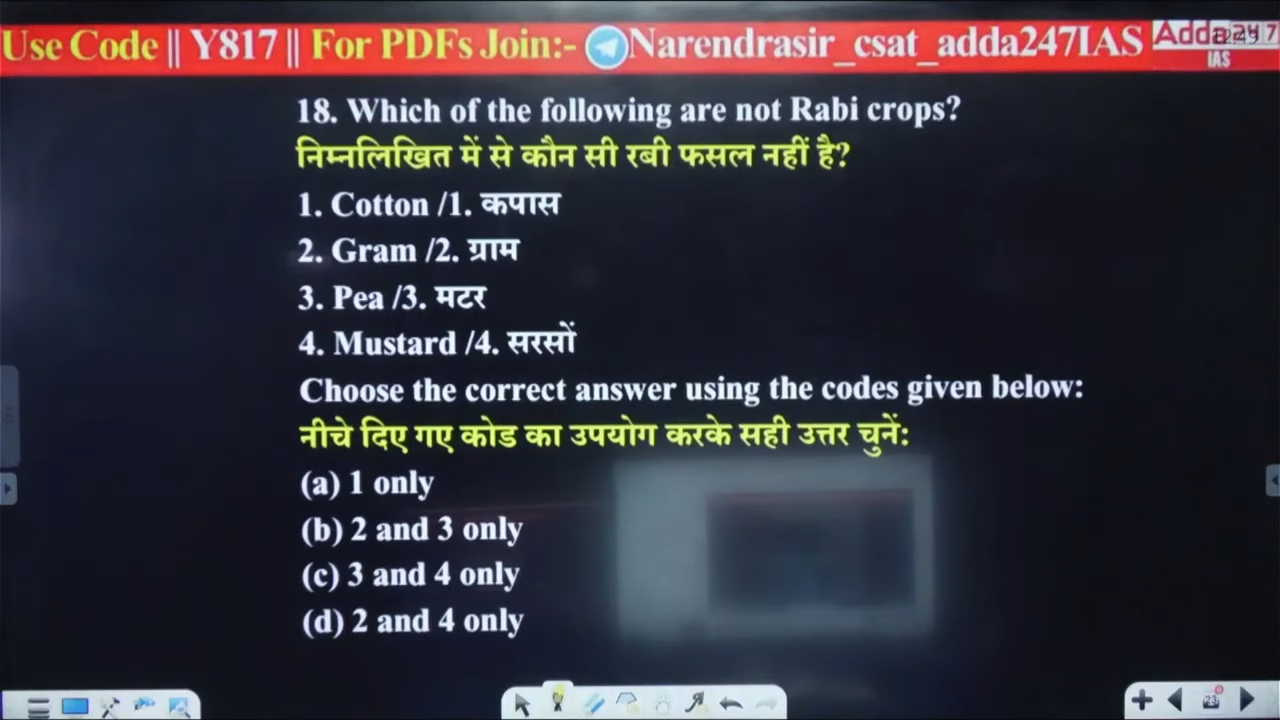 Use Code || Y817 || For PDFs Join:- Narendrasir_csat_adda247IAS
Adda247
IAS
18. Which of the following are not Rabi crops?
निम्नलिखित में से कौन सी रबी फसल नहीं है?
1. Cotton /1. कपास
2. Gram /2. ग्राम
3. Pea /3. मटर
4. Mustard /4. सरसों
Choose the correct answer using the codes given below:
नीचे दिए गए कोड का उपयोग करके सही उत्तर चुनें:
(a) 1 only
(b) 2 and 3 only
(c) 3 and 4 only
(d) 2 and 4 only
23